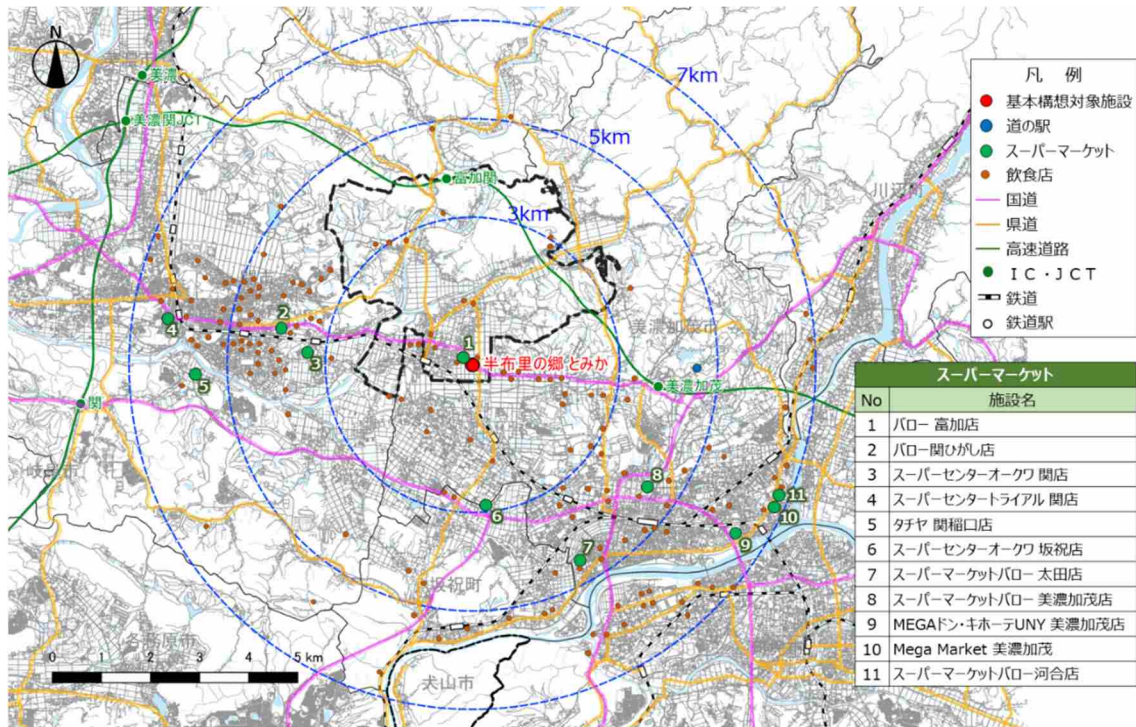 N
美濃
美濃関JCT
7km
5km
富加関
3km
川辺町
美濃加茂市
1
2
3
4
5
半布里の郷 とみか
美濃加茂
関
6
7
8
9
10
11
坂祝町
各務原市
犬山市
0 1 2 3 4 5 km
凡 例
基本構想対象施設
道の駅
スーパーマーケット
飲食店
国道
県道
高速道路
ＩＣ・ＪＣＴ
鉄道
鉄道駅
スーパーマーケット
No 施設名
1 バロー 富加店
2 バロー関ひがし店
3 スーパーセンターオークワ 関店
4 スーパーセンタートライアル 関店
5 タチヤ 関稲口店
6 スーパーセンターオークワ 坂祝店
7 スーパーマーケットバロー 太田店
8 スーパーマーケットバロー 美濃加茂店
9 MEGAドン・キホーテUNY 美濃加茂店
10 Mega Market 美濃加茂
11 スーパーマーケットバロー河合店